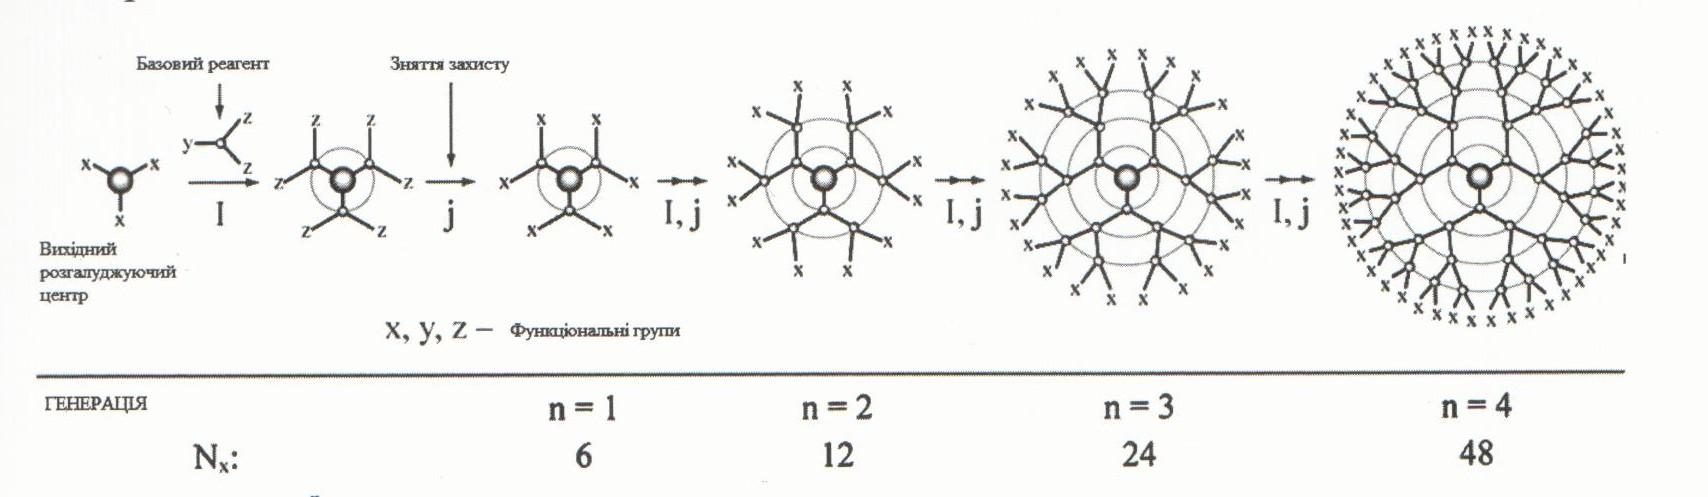 Базовий реагент
Зняття захисту
x x x
y z z
z z z z z z
x x x x x x
I
j
I, j
I, j
I, j
Вихідний
розгалуджуючий
центр
x, y, z – Функціональні групи
ГЕНЕРАЦІЯ n = 1 n = 2 n = 3 n = 4
Nx: 6 12 24 48